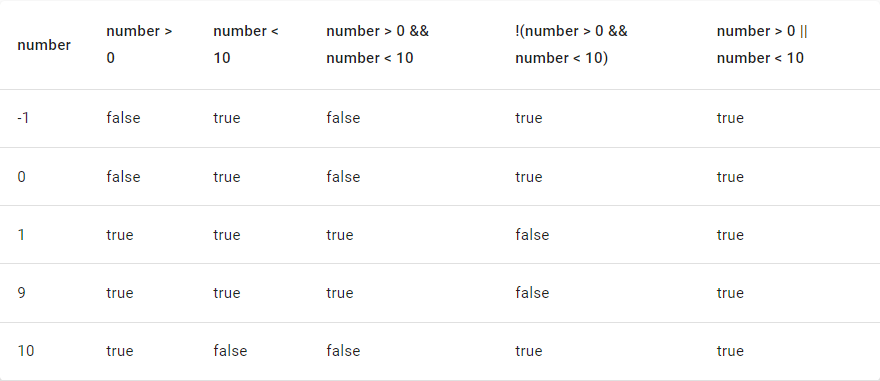 number number > 0 number < 10 number > 0 && number < 10 !(number > 0 && number < 10) number > 0 || number < 10
-1 false true false true true
0 false true false true true
1 true true true false true
9 true true true false true
10 true false false true true